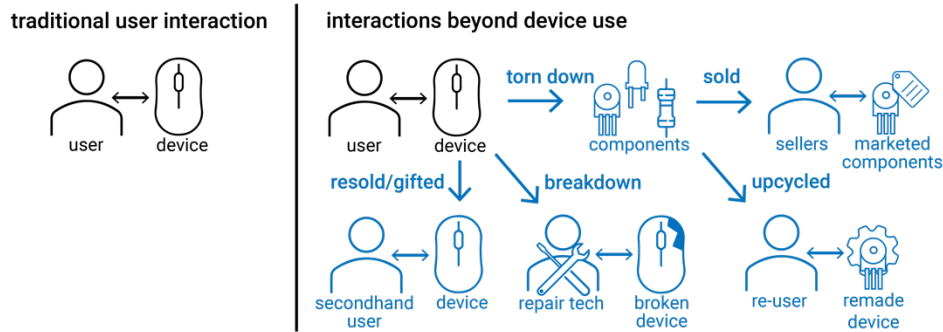 traditional user interaction
user
device
interactions beyond device use
user
device
torn down
components
sold
sellers
marketed
components
resold/gifted
breakdown
upcycled
secondhand
user
device
repair tech
broken
device
re-user
remade
device